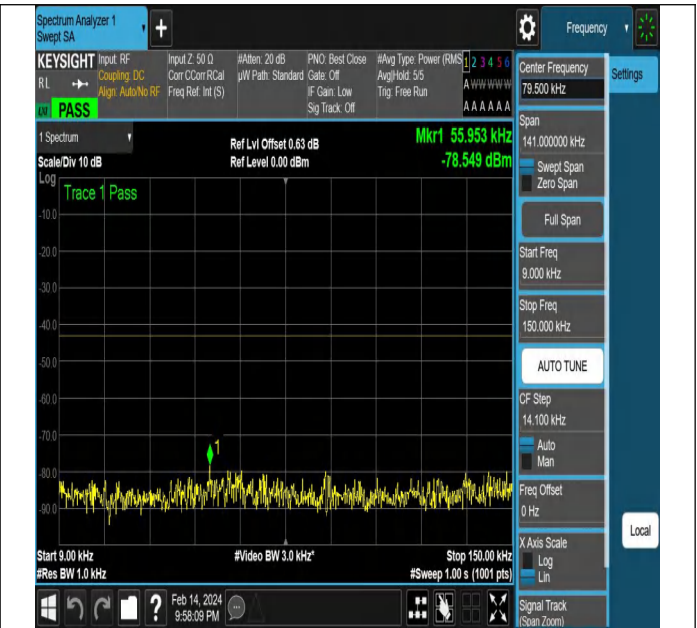 Spectrum Analyzer 1
Swept SA
+
Frequency
KEYSIGHT
RL
PASS
Input: RF
Coupling: DC
Align: Auto/No RF
Input Z: 50 Ω
Corr CCorr RCal
Freq Ref: Int (S)
#Atten: 20 dB
µW Path: Standard
PNO: Best Close
Gate: Off
IF Gain: Low
Sig Track: Off
#Avg Type: Power (RMS
Avg|Hold: 5/5
Trig: Free Run
1 2 3 4 5 6
A W W W W W
A A A A A A
Center Frequency
79.500 kHz
Settings
Span
141.000000 kHz
Swept Span
Zero Span
Full Span
Start Freq
9.000 kHz
Stop Freq
150.000 kHz
AUTO TUNE
CF Step
14.100 kHz
Auto
Man
Freq Offset
0 Hz
X Axis Scale
Log
Lin
Signal Track
(Span Zoom)
Local
1 Spectrum
Scale/Div 10 dB
Ref Lvl Offset 0.63 dB
Ref Level 0.00 dBm
Mkr1 55.953 kHz
-78.549 dBm
Log
Trace 1 Pass
-10.0
-20.0
-30.0
-40.0
-50.0
-60.0
-70.0
-80.0
-90.0
1
Start 9.00 kHz
#Res BW 1.0 kHz
#Video BW 3.0 kHz*
Stop 150.00 kHz
#Sweep 1.00 s (1001 pts)
?
Feb 14, 2024
9:58:09 PM